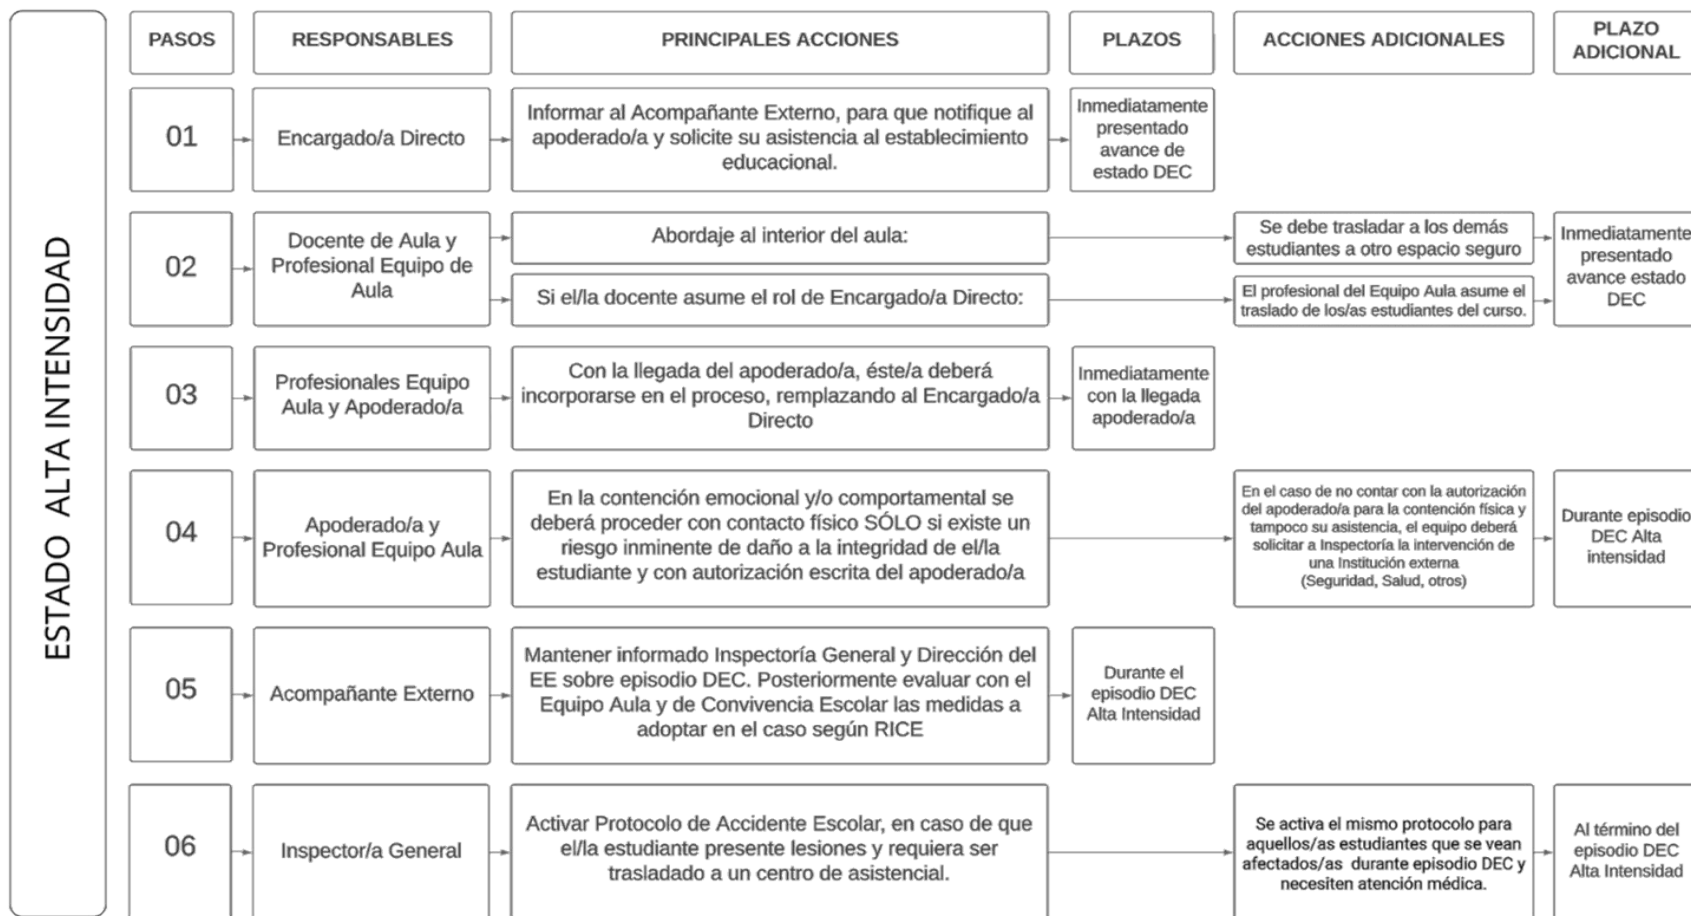 ESTADO ALTA INTENSIDAD
PASOS
RESPONSABLES
PRINCIPALES ACCIONES
PLAZOS
ACCIONES ADICIONALES
PLAZO
ADICIONAL
01
Encargado/a Directo
Informar al Acompañante Externo, para que notifique al
apoderado/a y solicite su asistencia al establecimiento
educacional.
Inmediatamente
presentado
avance de
estado DEC
02
Docente de Aula y
Profesional Equipo de
Aula
Abordaje al interior del aula:
Se debe trasladar a los demás
estudiantes a otro espacio seguro
Si el/la docente asume el rol de Encargado/a Directo:
El profesional del Equipo Aula asume el
traslado de los/as estudiantes del curso.
Inmediatamente
presentado
avance estado
DEC
03
Profesionales Equipo
Aula y Apoderado/a
Con la llegada del apoderado/a, éste/a deberá
incorporarse en el proceso, remplazando al Encargado/a
Directo
Inmediatamente
con la llegada
apoderado/a
04
Apoderado/a y
Profesional Equipo Aula
En la contención emocional y/o comportamental se
deberá proceder con contacto físico SÓLO si existe un
riesgo inminente de daño a la integridad de el/la
estudiante y con autorización escrita del apoderado/a
En el caso de no contar con la autorización
del apoderado/a para la contención física y
tampoco su asistencia, el equipo deberá
solicitar a Inspectoría la intervención de
una Institución externa
(Seguridad, Salud, otros)
Durante episodio
DEC Alta
intensidad
05
Acompañante Externo
Mantener informado Inspectoría General y Dirección del
EE sobre episodio DEC. Posteriormente evaluar con el
Equipo Aula y de Convivencia Escolar las medidas a
adoptar en el caso según RICE
Durante el
episodio DEC
Alta Intensidad
06
Inspector/a General
Activar Protocolo de Accidente Escolar, en caso de que
el/la estudiante presente lesiones y requiera ser
trasladado a un centro de asistencial.
Se activa el mismo protocolo para
aquellos/as estudiantes que se vean
afectados/as durante episodio DEC y
necesiten atención médica.
Al término del
episodio DEC
Alta Intensidad